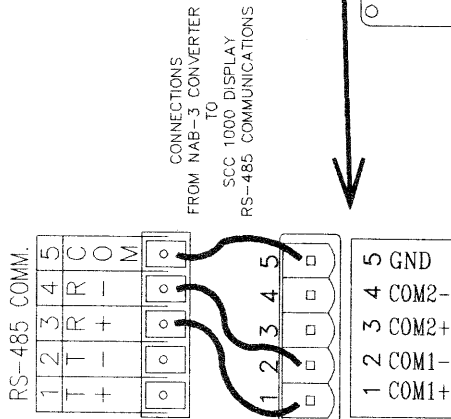 CONNECTIONS
FROM NAB-3 CONVERTER
TO
SCC 1000 DISPLAY
RS-485 COMMUNICATIONS
RS-485 COMM.
1 2 3 4 5
T T R R C
+ - + - O
M
1 2 3 4 5
5 GND
4 COM2-
3 COM2+
2 COM1-
1 COM1+